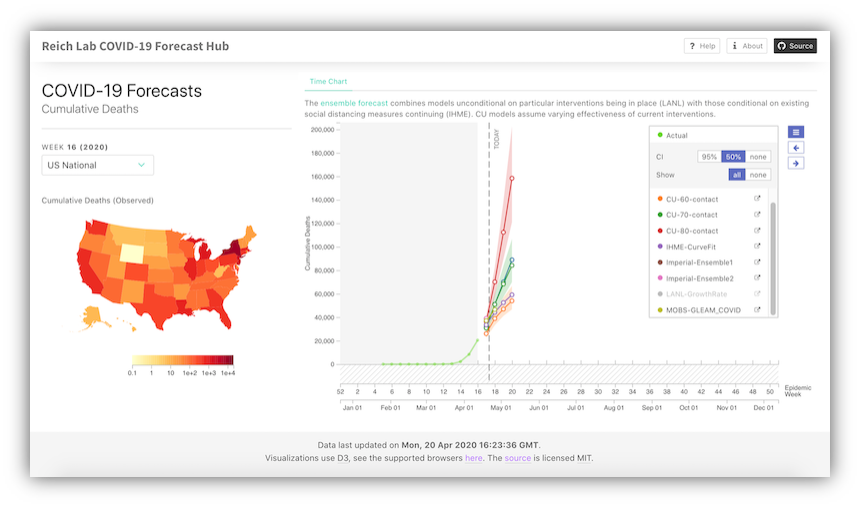 Reich Lab COVID-19 Forecast Hub
? Help
i About
Source
COVID-19 Forecasts
Cumulative Deaths
WEEK 16 (2020)
US National
Cumulative Deaths (Observed)
0.1 1 10 1e+2 1e+3 1e+4
Time Chart
The ensemble forecast combines models unconditional on particular interventions being in place (LANL) with those conditional on existing
social distancing measures continuing (IHME). CU models assume varying effectiveness of current interventions.
200,000
180,000
160,000
140,000
120,000
100,000
80,000
60,000
40,000
20,000
0
Cumulative Deaths
TODAY
Actual
CI 95% 50% none
Show all none
CU-60-contact
CU-70-contact
CU-80-contact
IHME-CurveFit
Imperial-Ensemble1
Imperial-Ensemble2
LANL-GrowthRate
MOBS-GLEAM_COVID
52 2 4 6 8 10 12 14 16 18 20 22 24 26 28 30 32 34 36 38 40 42 44 46 48 50
Epidemic
Week
Jan 01 Feb 01 Mar 01 Apr 01 May 01 Jun 01 Jul 01 Aug 01 Sep 01 Oct 01 Nov 01 Dec 01
Data last updated on Mon, 20 Apr 2020 16:23:36 GMT.
Visualizations use D3, see the supported browsers here. The source is licensed MIT.